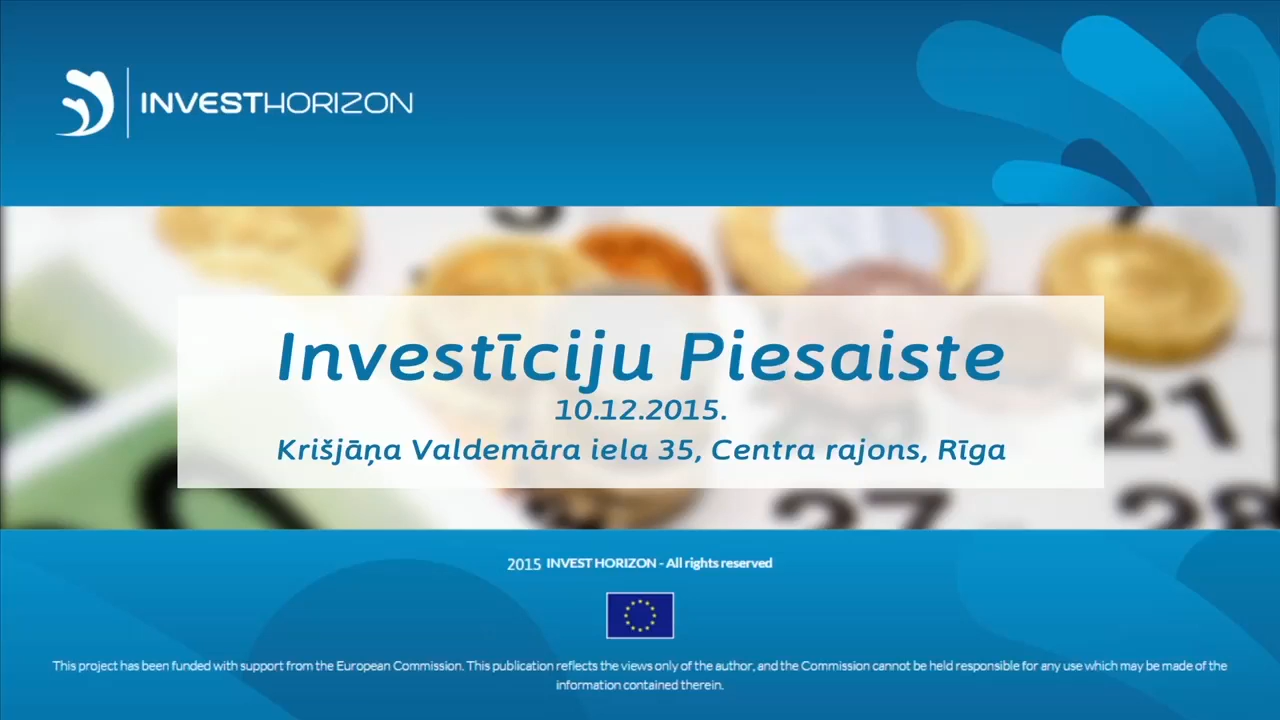 INVESTHORIZON
Investīciju Piesaiste
10.12.2015.
Krišjāņa Valdemāra iela 35, Centra rajons, Rīga
21
27 28
2015 INVEST HORIZON - All rights reserved
This project has been funded with support from the European Commission. This publication reflects the views only of the author, and the Commission cannot be held responsible for any use which may be made of the
information contained therein.